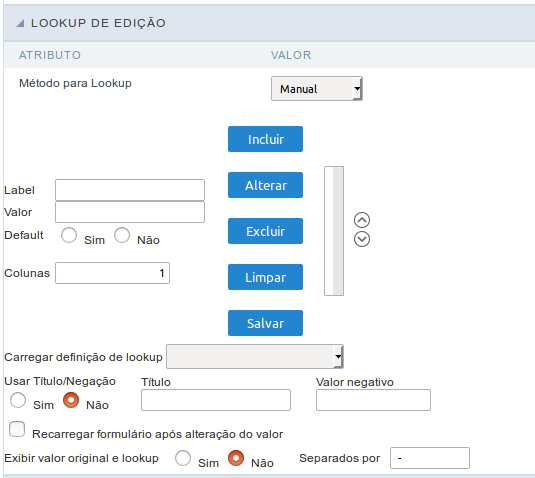 LOOKUP DE EDIÇÃO
ATRIBUTO VALOR
Método para Lookup Manual
Incluir
Label Alterar
Valor
Default Sim Não Excluir
Colunas 1 Limpar
Salvar
Carregar definição de lookup
Usar Título/Negação Título Valor negativo
Sim Não
Recarregar formulário após alteração do valor
Exibir valor original e lookup Sim Não Separados por -